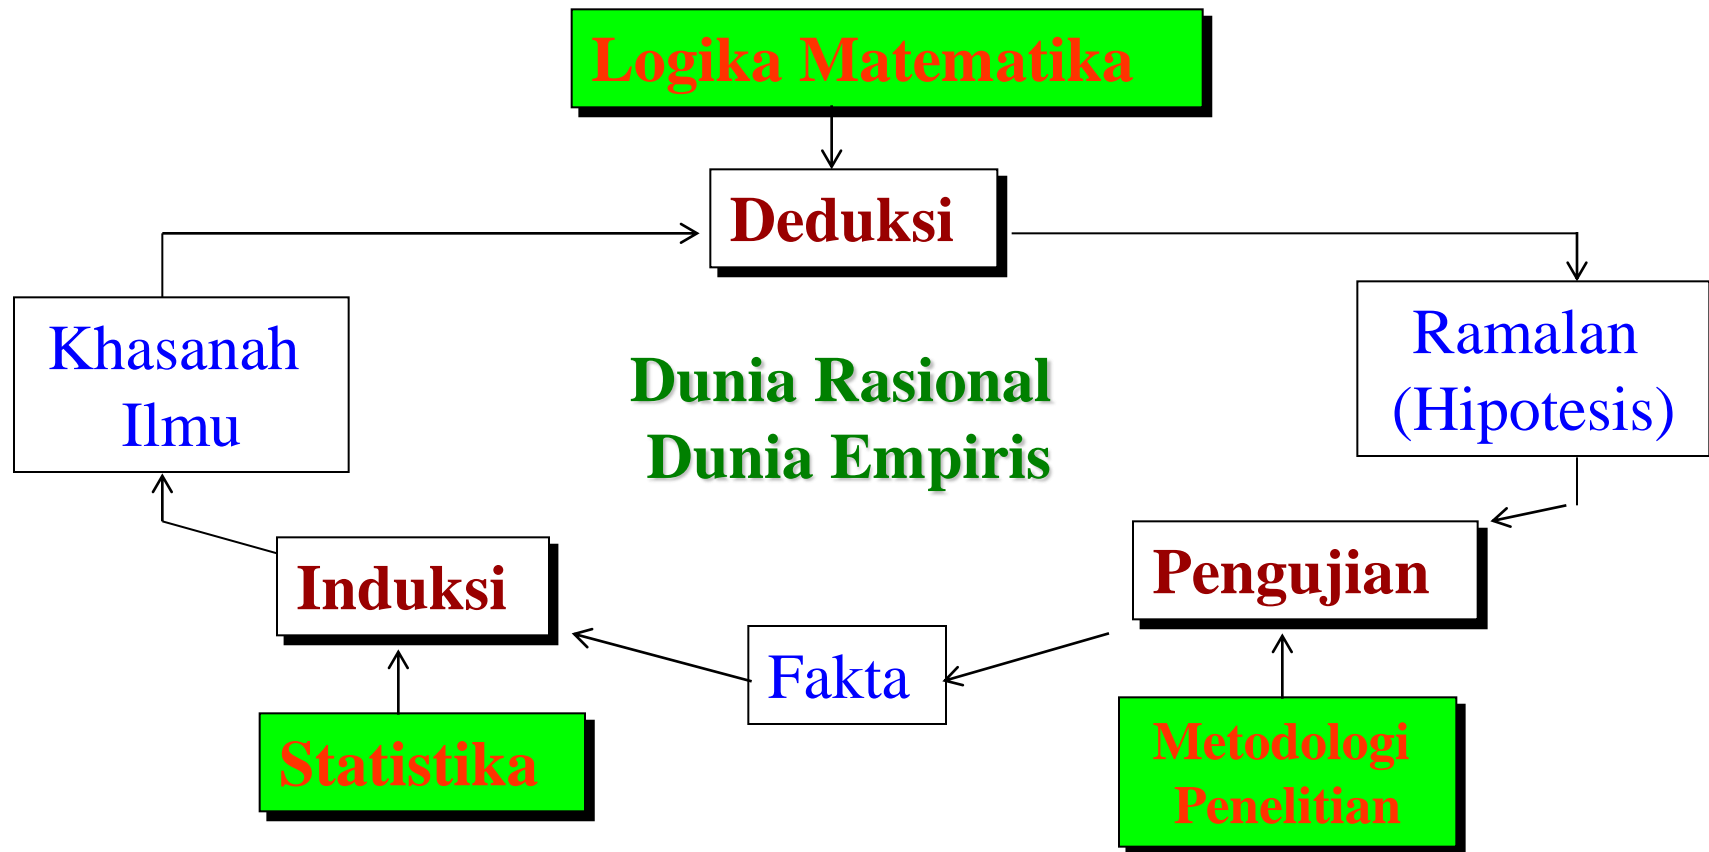 Logika Matematika
Deduksi
Khasanah
Ilmu
Ramalan
(Hipotesis)
Dunia Rasional
Dunia Empiris
Induksi
Pengujian
Fakta
Statistika
Metodologi
Penelitian